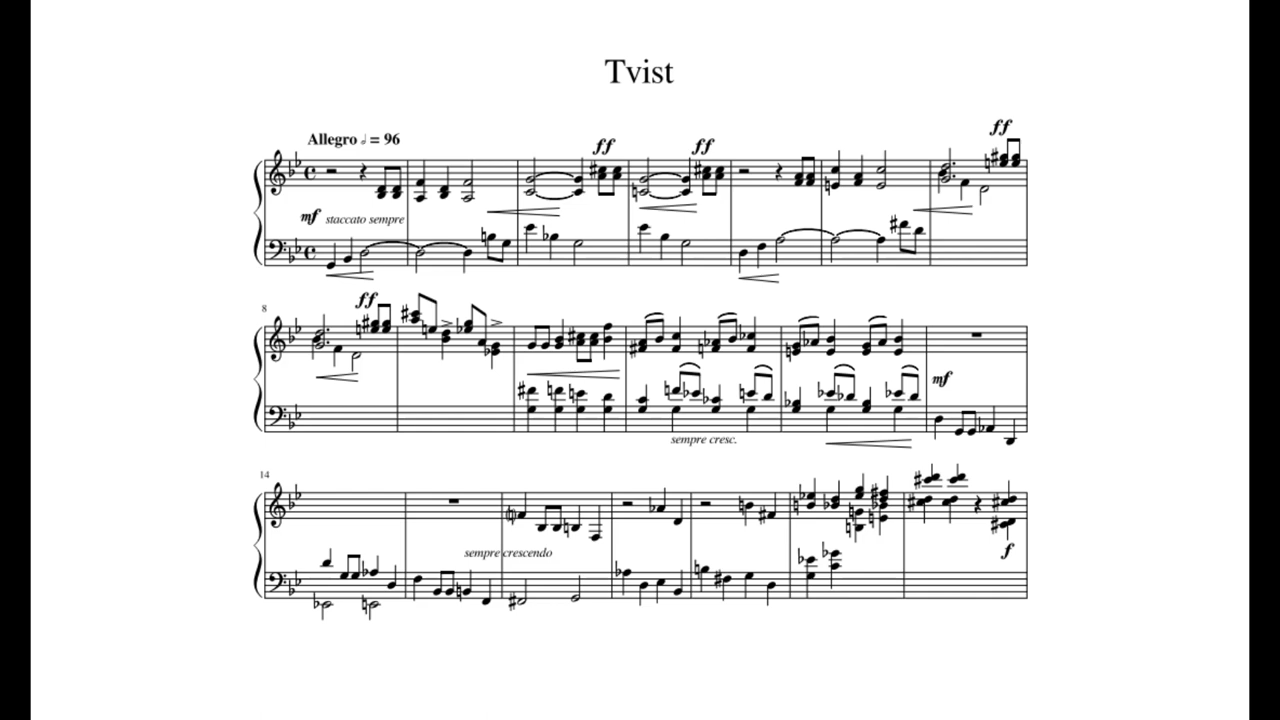 Tvist
Allegro 𝅗𝅥 = 96
ff
ff
ff
mf staccato sempre
8
ff
mf
sempre cresc.
14
sempre crescendo
f